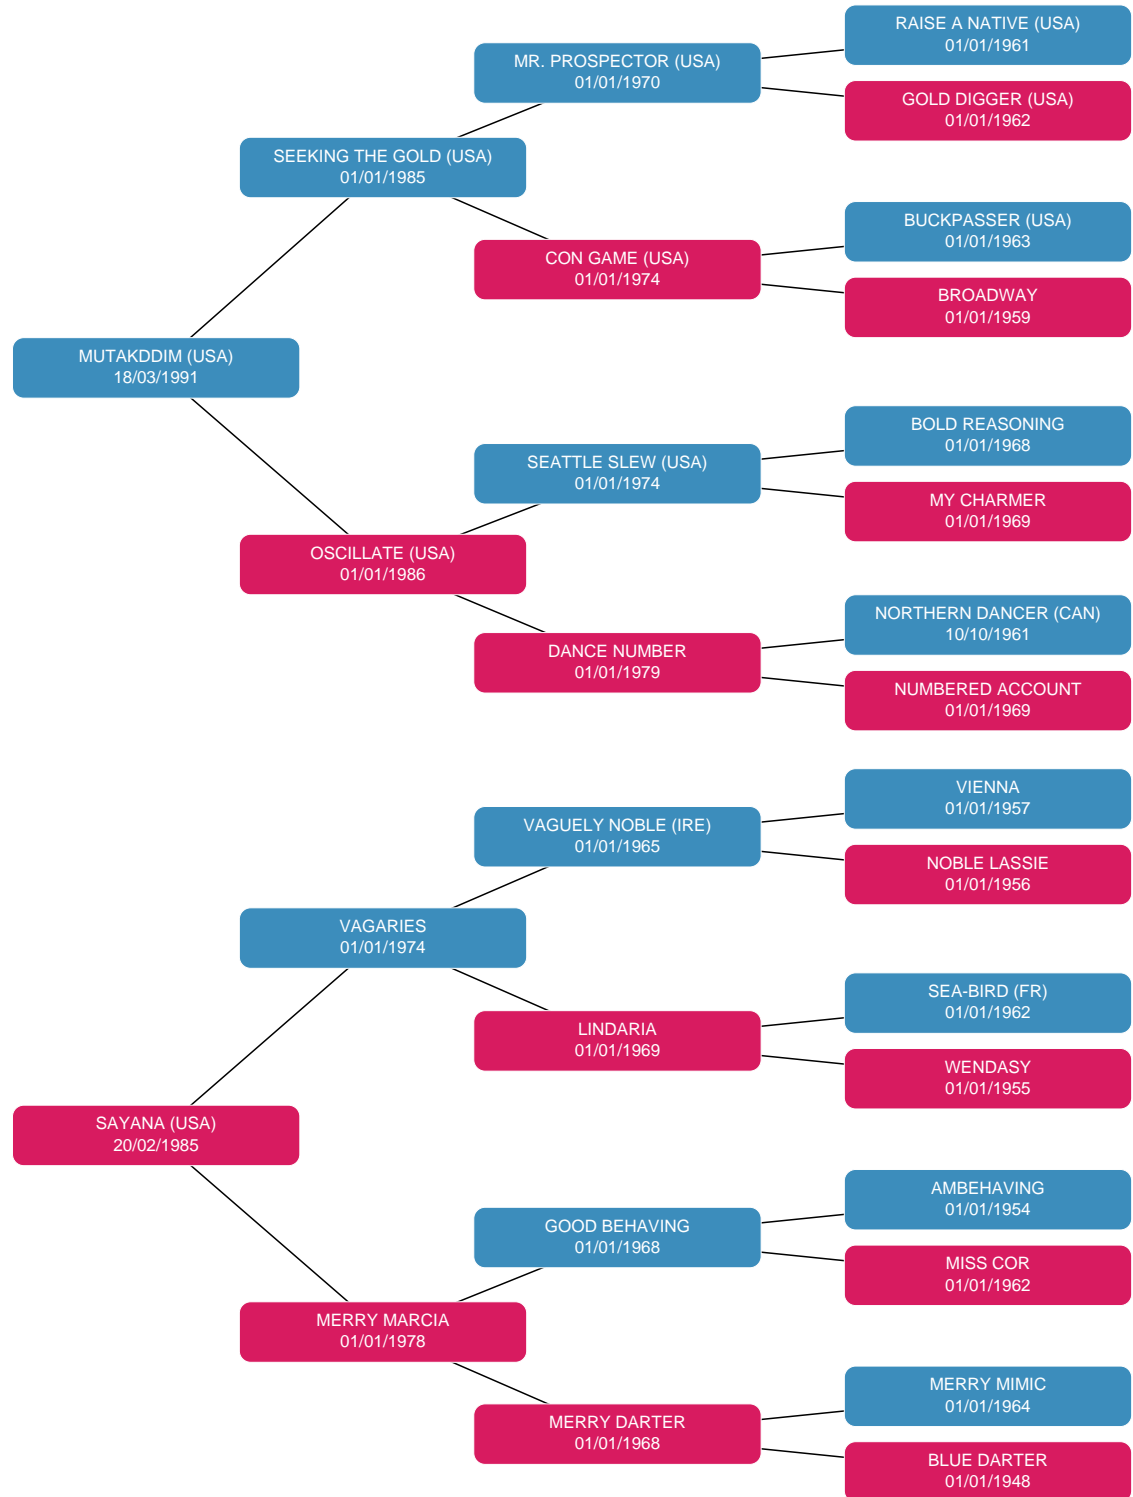 RAISE A NATIVE (USA)
01/01/1961
MR. PROSPECTOR (USA)
01/01/1970
GOLD DIGGER (USA)
01/01/1962
SEEKING THE GOLD (USA)
01/01/1985
BUCKPASSER (USA)
01/01/1963
CON GAME (USA)
01/01/1974
BROADWAY
01/01/1959
MUTAKDDIM (USA)
18/03/1991
BOLD REASONING
01/01/1968
SEATTLE SLEW (USA)
01/01/1974
MY CHARMER
01/01/1969
OSCILLATE (USA)
01/01/1986
NORTHERN DANCER (CAN)
10/10/1961
DANCE NUMBER
01/01/1979
NUMBERED ACCOUNT
01/01/1969
VIENNA
01/01/1957
VAGUELY NOBLE (IRE)
01/01/1965
NOBLE LASSIE
01/01/1956
VAGARIES
01/01/1974
SEA-BIRD (FR)
01/01/1962
LINDARIA
01/01/1969
WENDASY
01/01/1955
SAYANA (USA)
20/02/1985
AMBEHAVING
01/01/1954
GOOD BEHAVING
01/01/1968
MISS COR
01/01/1962
MERRY MARCIA
01/01/1978
MERRY MIMIC
01/01/1964
MERRY DARTER
01/01/1968
BLUE DARTER
01/01/1948